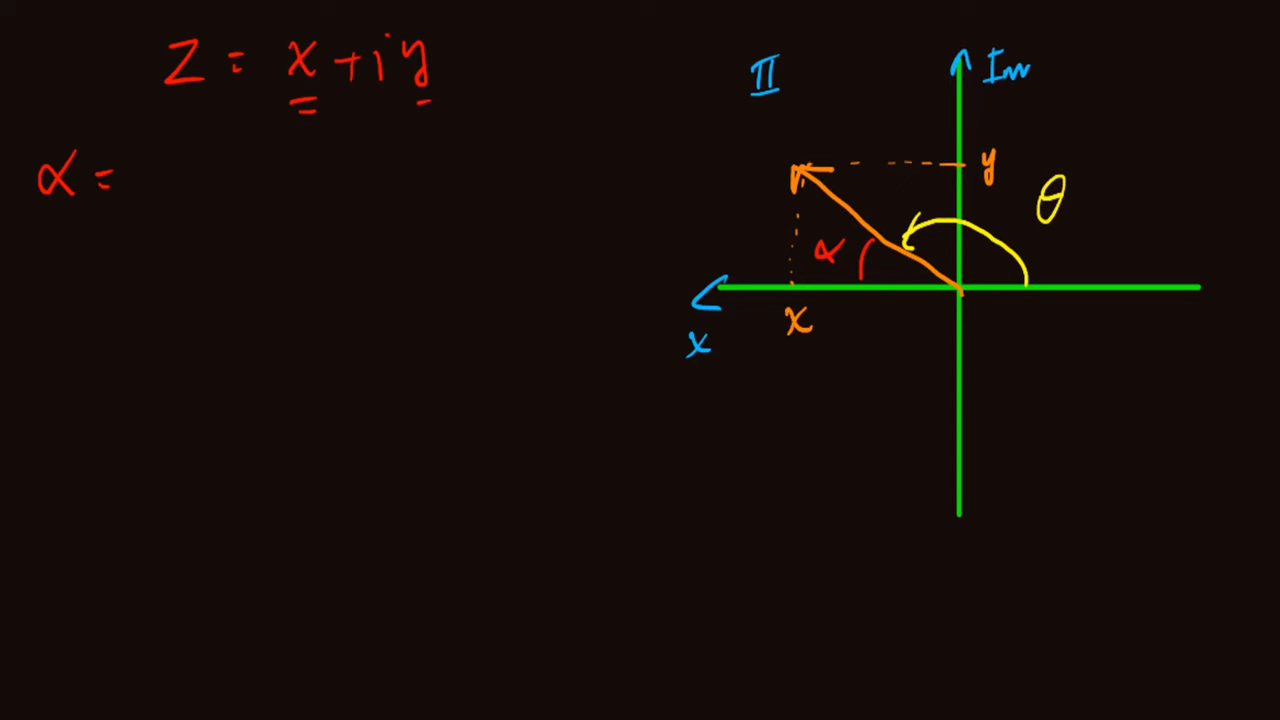 z = x + iy
α =
II
Im
y
θ
α
x
x